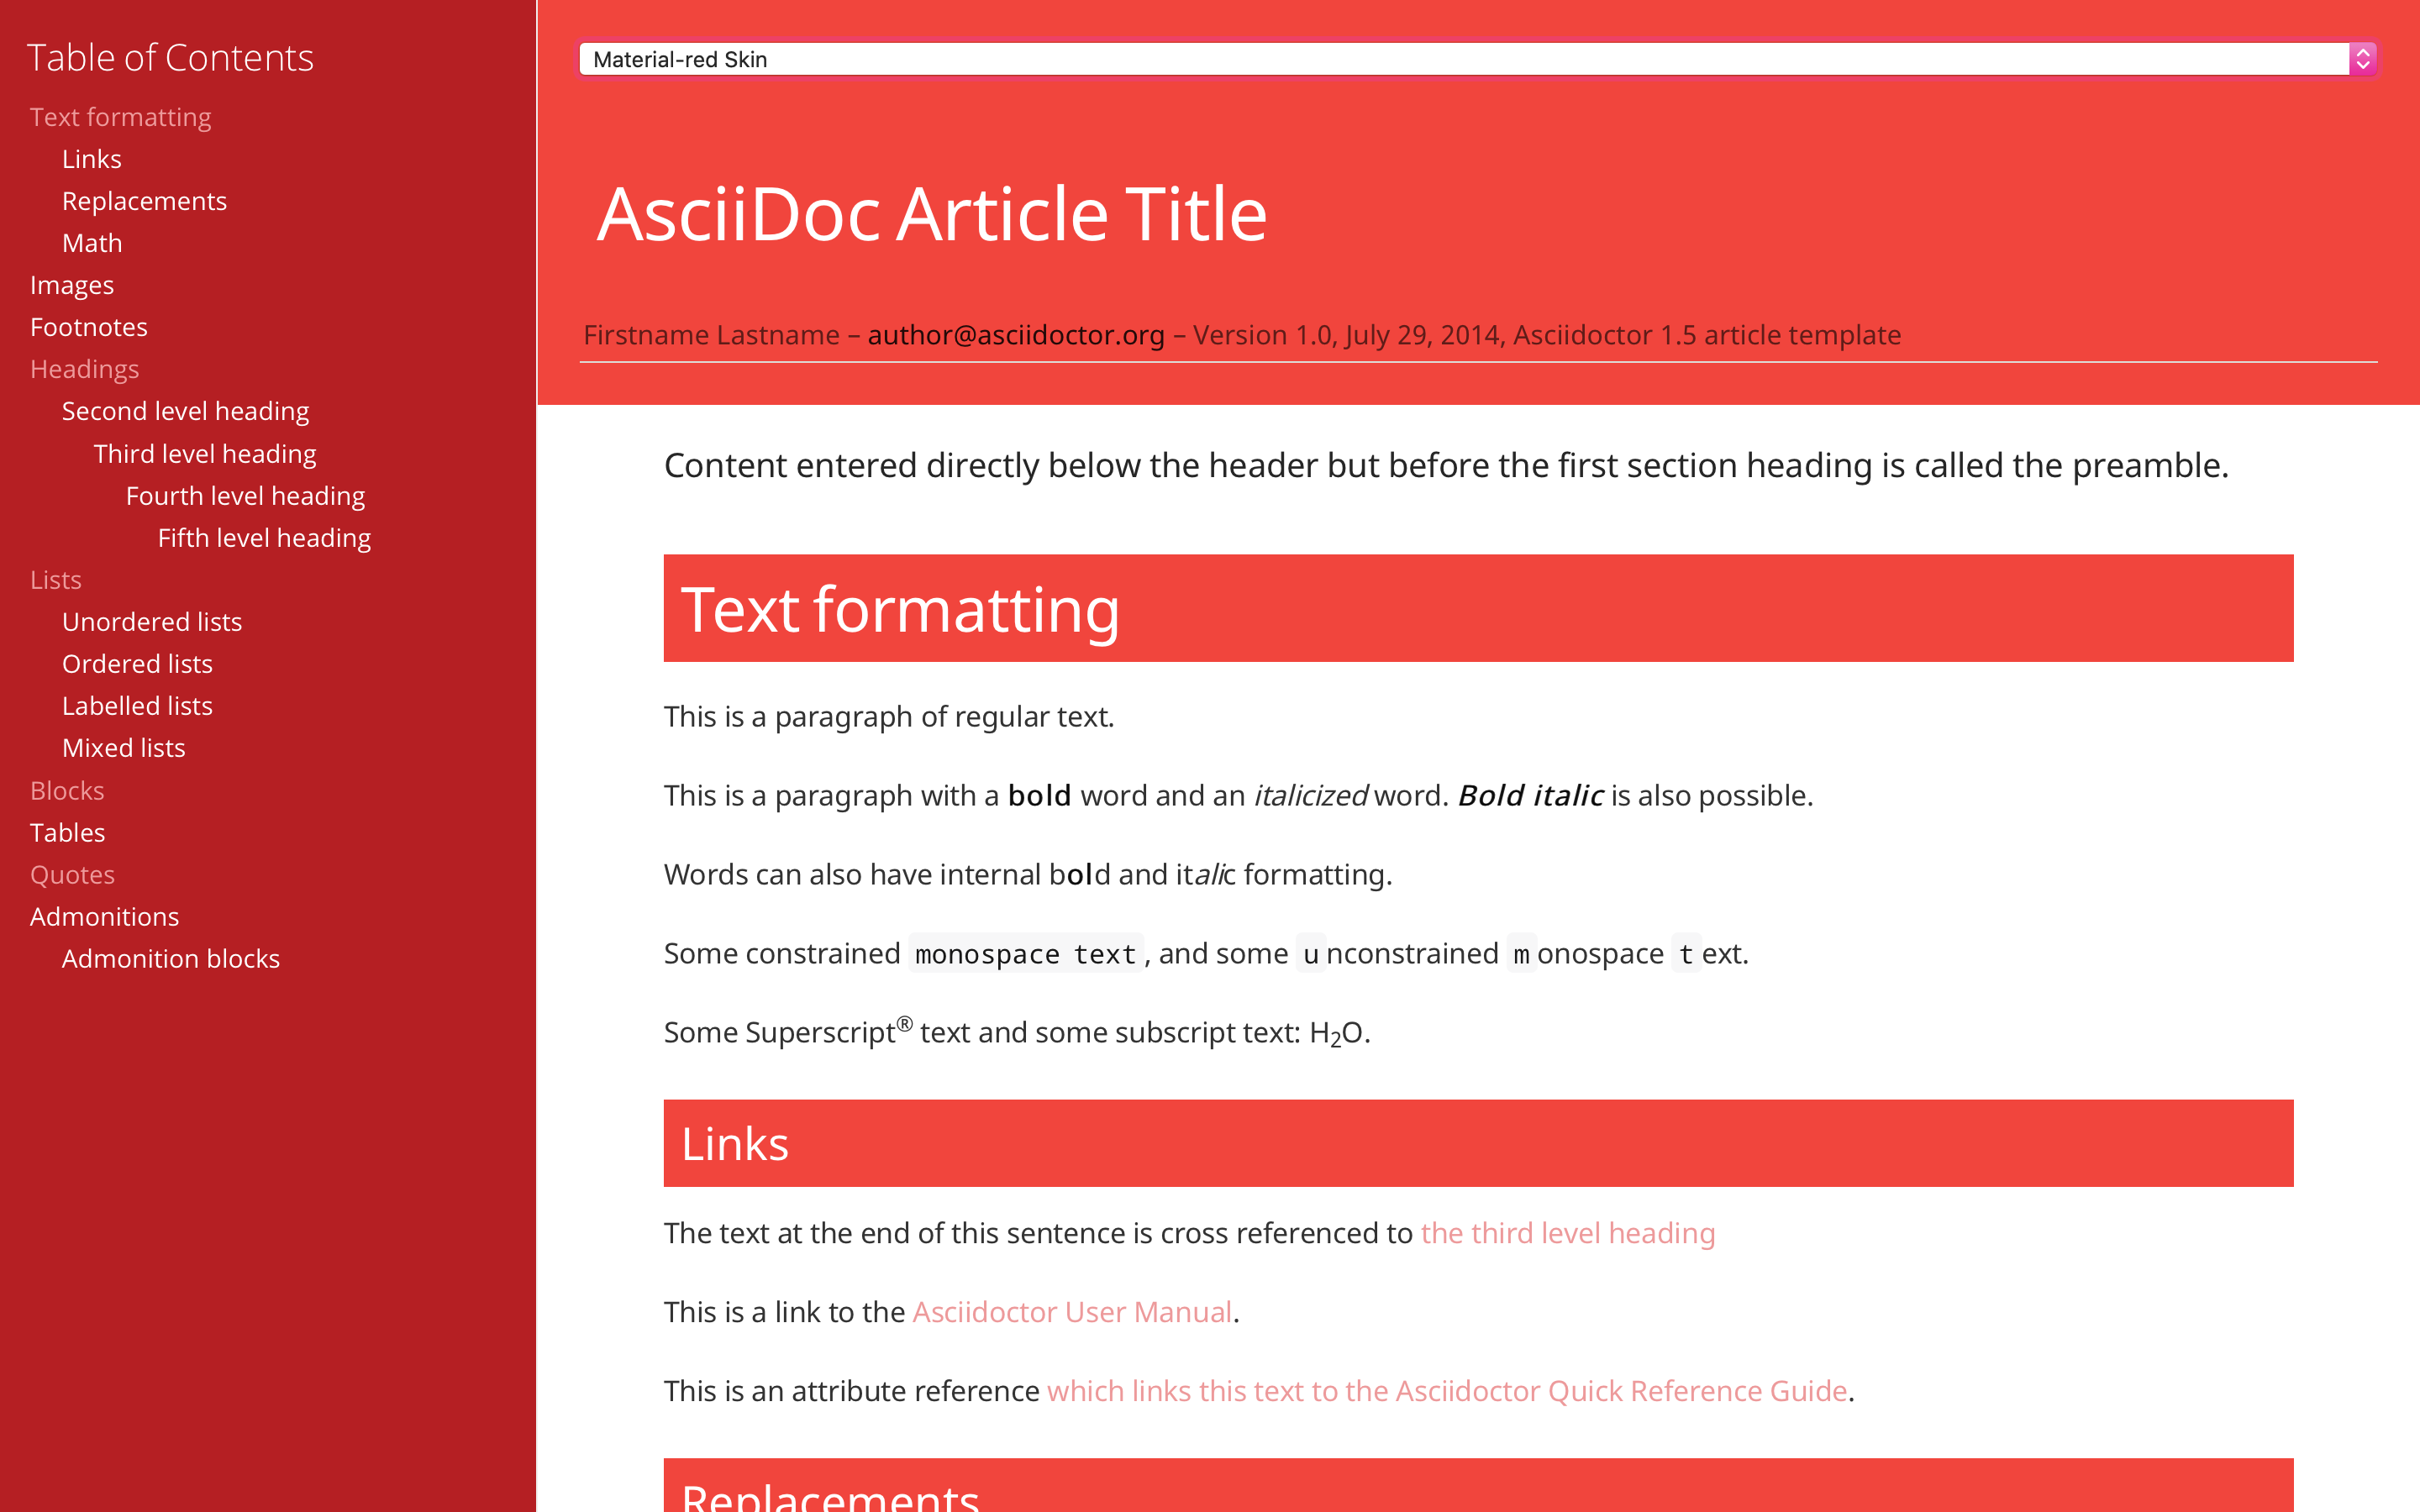 Table of Contents
Text formatting
Links
Replacements
Math
Images
Footnotes
Headings
Second level heading
Third level heading
Fourth level heading
Fifth level heading
Lists
Unordered lists
Ordered lists
Labelled lists
Mixed lists
Blocks
Tables
Quotes
Admonitions
Admonition blocks
Material-red Skin
AsciiDoc Article Title
Firstname Lastname – author@asciidoctor.org – Version 1.0, July 29, 2014, Asciidoctor 1.5 article template
Content entered directly below the header but before the first section heading is called the preamble.
Text formatting
This is a paragraph of regular text.
This is a paragraph with a bold word and an italicized word. Bold italic is also possible.
Words can also have internal bold and italic formatting.
Some constrained monospace text, and some unconstrained monospace text.
Some Superscript® text and some subscript text: H₂O.
Links
The text at the end of this sentence is cross referenced to the third level heading
This is a link to the Asciidoctor User Manual.
This is an attribute reference which links this text to the Asciidoctor Quick Reference Guide.
Replacements